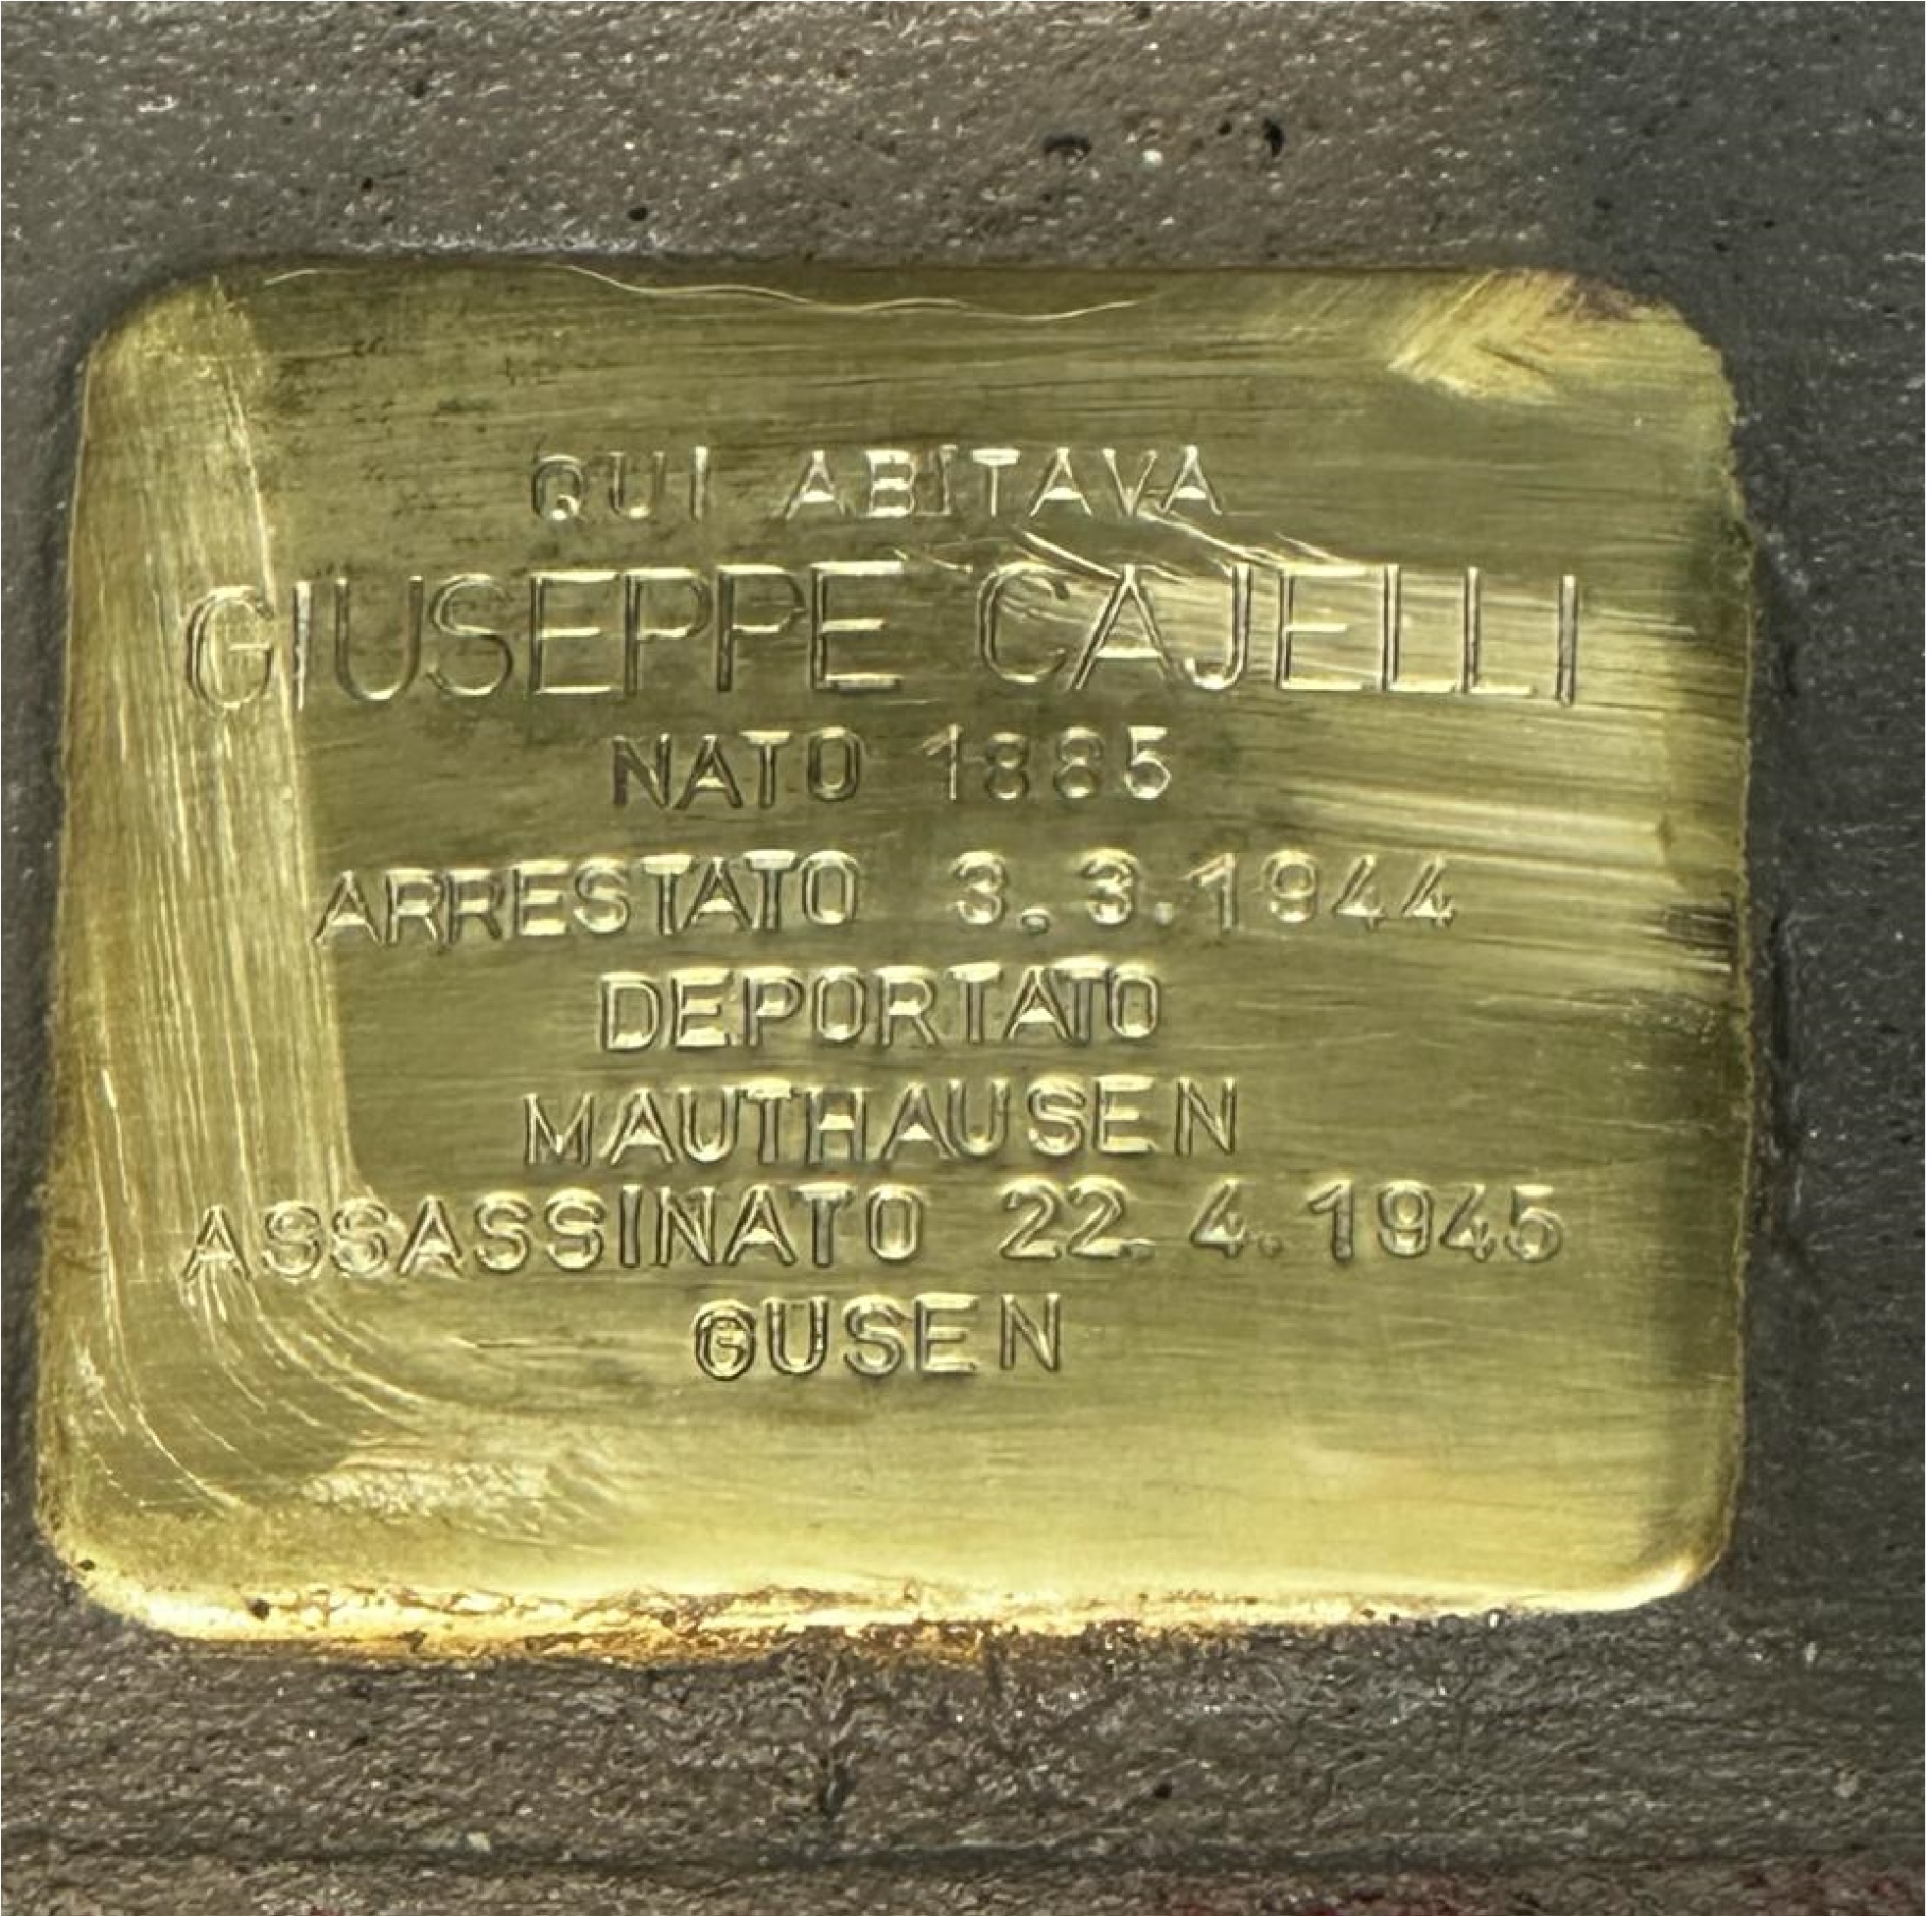 QUI ABITAVA
GIUSEPPE CAJELLI
NATO 1885
ARRESTATO 3.3.1944
DEPORTATO
MAUTHAUSEN
ASSASSINATO 22.4.1945
GUSEN